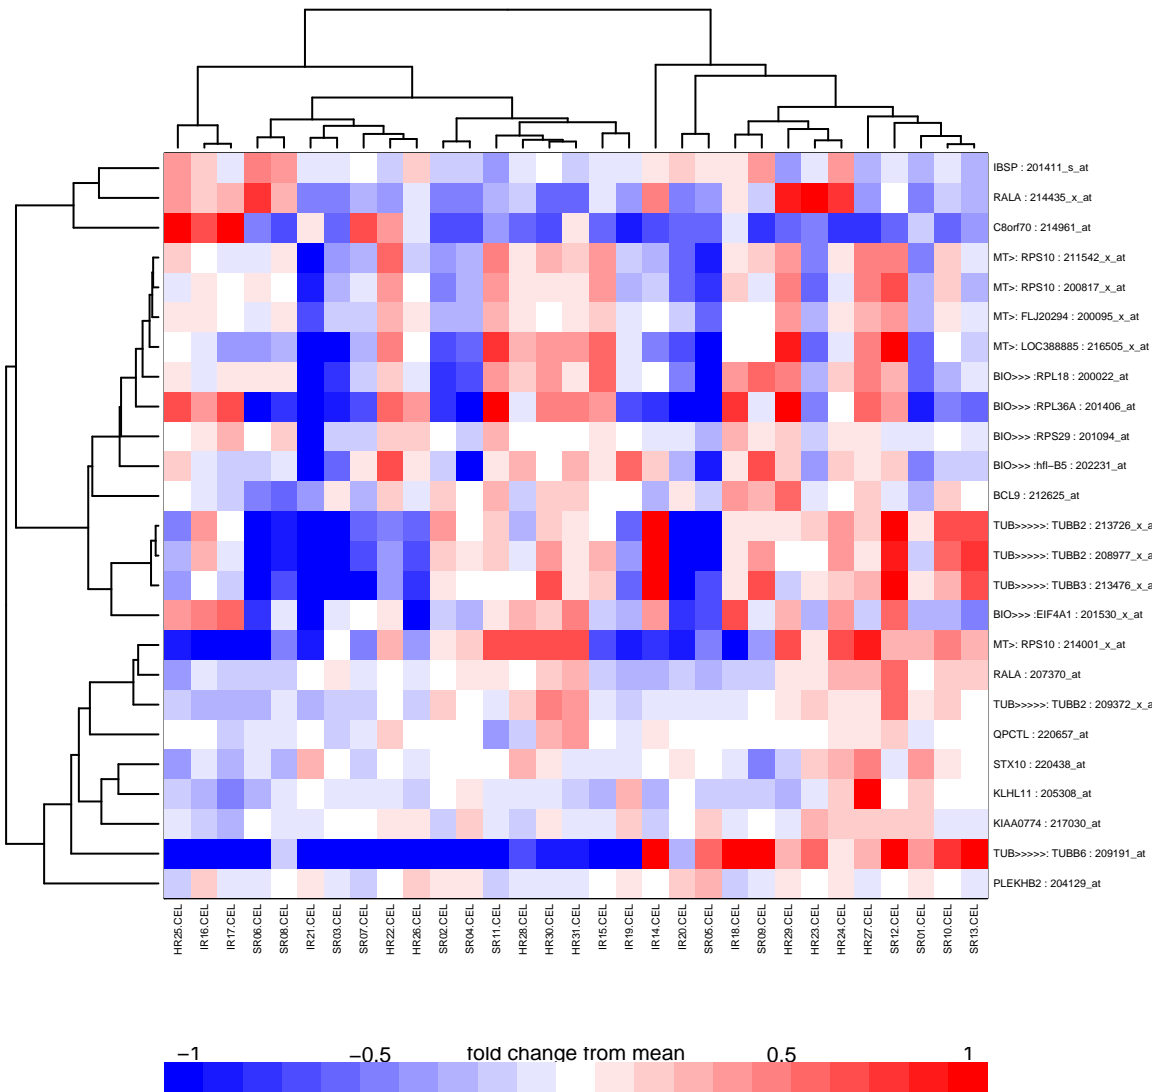 IBSP : 201411_s_at
RALA : 214435_x_at
C8orf70 : 214961_at
MT>: RPS10 : 211542_x_at
MT>: RPS10 : 200817_x_at
MT>: FLJ20294 : 200095_x_at
MT>: LOC388885 : 216505_x_at
BIO>>> :RPL18 : 200022_at
BIO>>> :RPL36A : 201406_at
BIO>>> :RPS29 : 201094_at
BIO>>> :hfl−B5 : 202231_at
BCL9 : 212625_at
TUB>>>>>: TUBB2 : 213726_x_a
TUB>>>>>: TUBB2 : 208977_x_a
TUB>>>>>: TUBB3 : 213476_x_a
BIO>>> :EIF4A1 : 201530_x_at
MT>: RPS10 : 214001_x_at
RALA : 207370_at
TUB>>>>>: TUBB2 : 209372_x_a
QPCTL : 220657_at
STX10 : 220438_at
KLHL11 : 205308_at
KIAA0774 : 217030_at
TUB>>>>>: TUBB6 : 209191_at
PLEKHB2 : 204129_at
HR25.CEL
IR16.CEL
IR17.CEL
SR06.CEL
SR08.CEL
IR21.CEL
SR03.CEL
SR07.CEL
HR22.CEL
HR26.CEL
SR02.CEL
SR04.CEL
SR11.CEL
HR28.CEL
HR30.CEL
HR31.CEL
IR15.CEL
IR19.CEL
IR14.CEL
IR20.CEL
SR05.CEL
IR18.CEL
SR09.CEL
HR29.CEL
HR23.CEL
HR24.CEL
HR27.CEL
SR12.CEL
SR01.CEL
SR10.CEL
SR13.CEL
−1 −0.5 fold change from mean 0.5 1